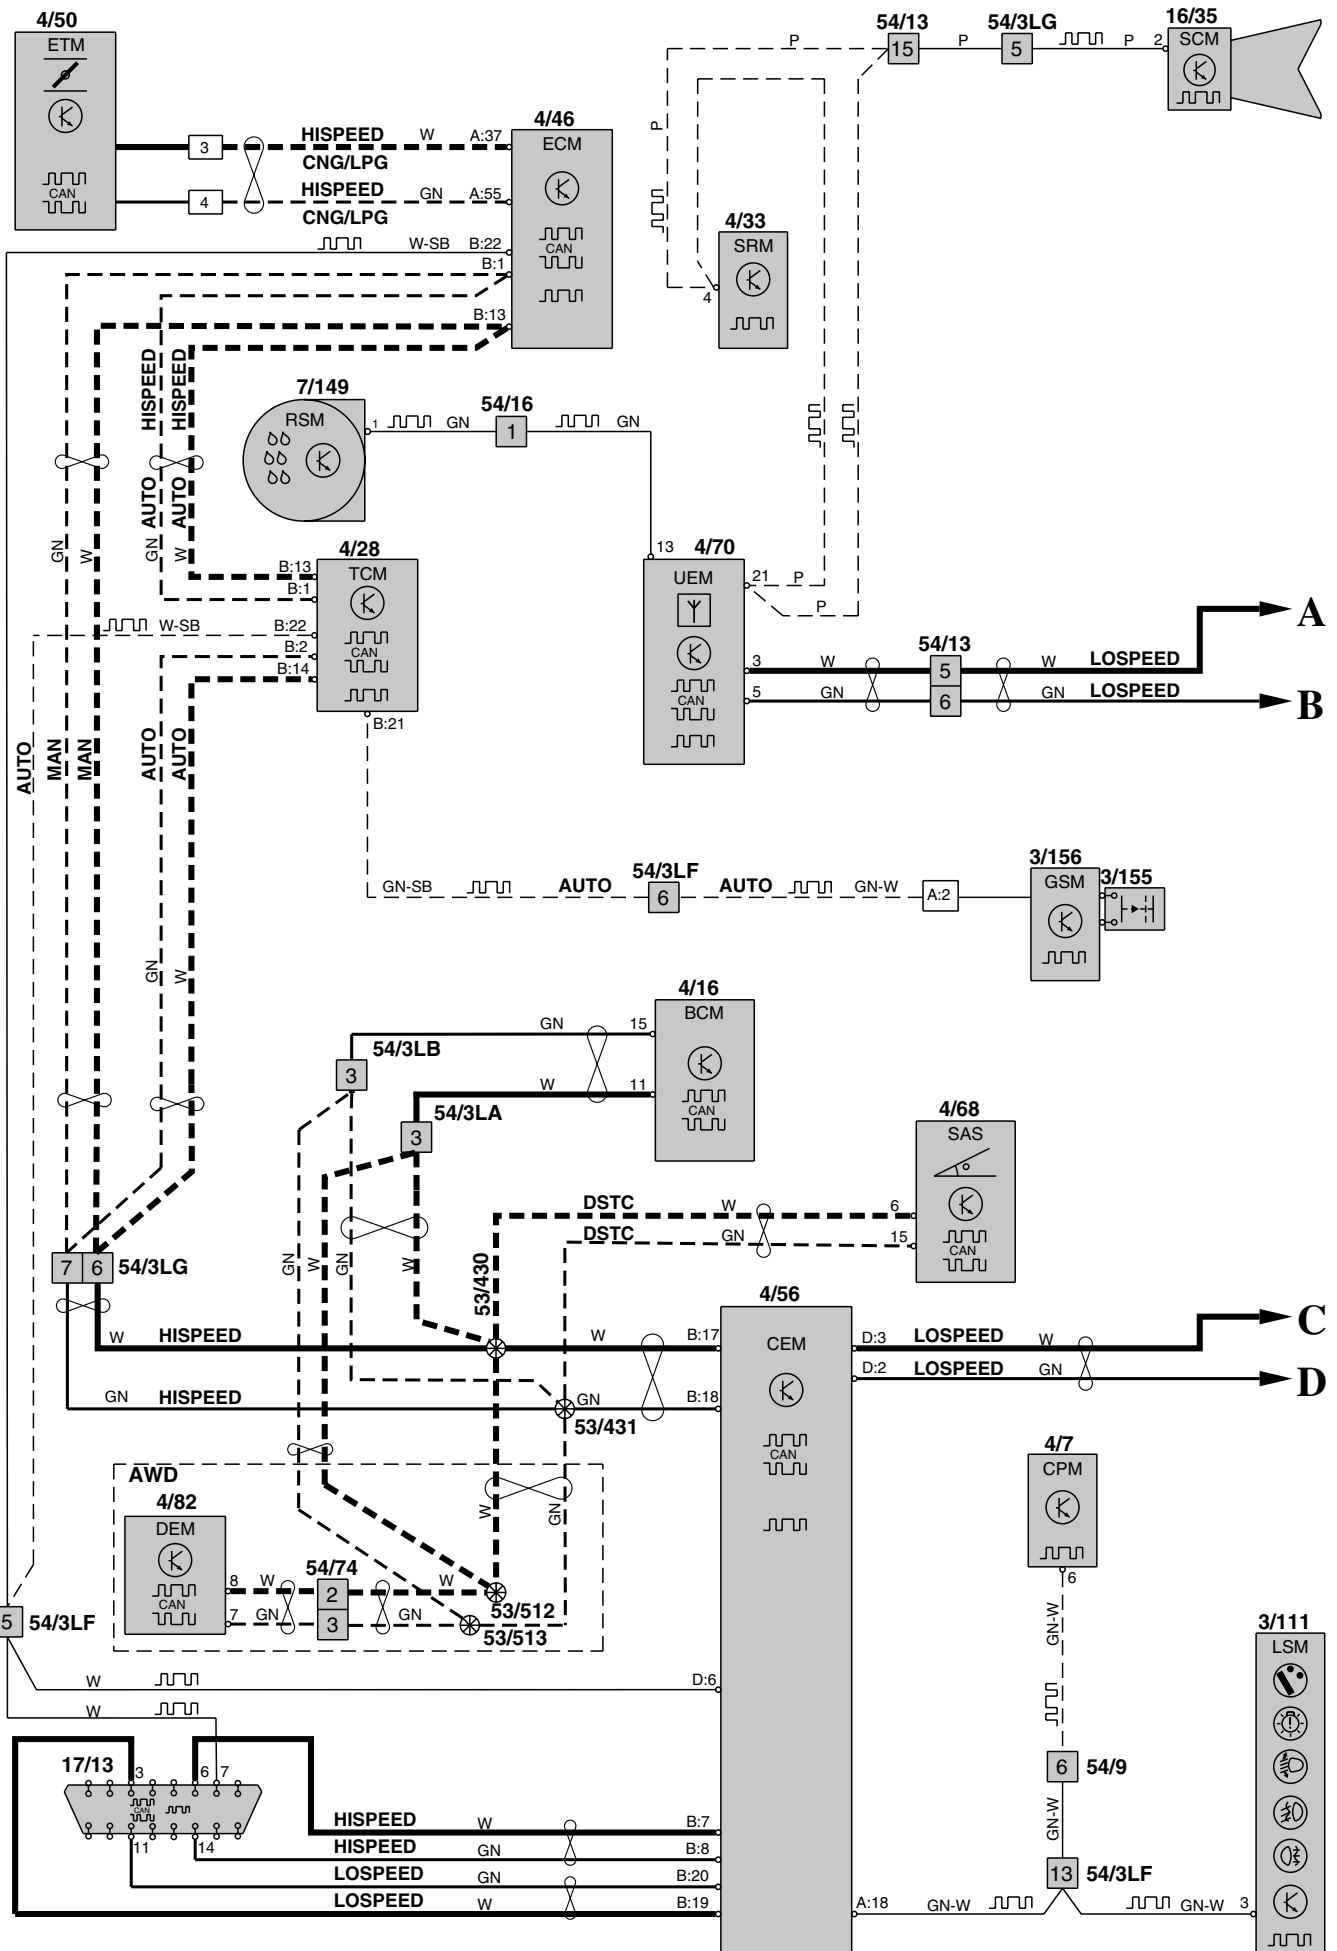 4/50
ETM
CAN
3
4
HISPEED W A:37
CNG/LPG
HISPEED GN A:55
CNG/LPG
4/46
ECM
CAN
W-SB B:22
B:1
B:13
54/13
15
P
P
54/3LG
5
P 2
16/35
SCM
P
4/33
SRM
4
HISPEED
HISPEED
AUTO
AUTO
GN
W
GN
W
7/149
RSM
1 GN
54/16
1
GN
13
4/70
UEM
CAN
21 P
P
3 W
5 GN
54/13
5
6
W LOSPEED
GN LOSPEED
A
B
4/28
TCM
CAN
B:13
B:1
W-SB B:22
B:2
B:14
B:21
AUTO
MAN
MAN
AUTO
AUTO
GN
W
GN-SB AUTO
54/3LF
6
AUTO GN-W
A:2
3/156
GSM
3/155
4/16
BCM
CAN
GN 15
W 11
54/3LB
3
54/3LA
3
4/68
SAS
CAN
DSTC W 6
DSTC GN 15
GN
W
GN
W
53/430
7 6 54/3LG
W HISPEED W B:17
GN HISPEED GN B:18
53/431
4/56
CEM
CAN
D:3 LOSPEED W
D:2 LOSPEED GN
C
D
AWD
4/82
DEM
CAN
8 W
7 GN
54/74
2
3
W
GN
W
GN
53/512
53/513
5 54/3LF
W D:6
W
17/13
3
6 7
CAN
11
14
HISPEED W B:7
HISPEED GN B:8
LOSPEED GN B:20
LOSPEED W B:19
4/7
CPM
6
GN-W
6 54/9
GN-W
13 54/3LF
A:18 GN-W
GN-W 3
3/111
LSM